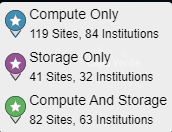 Compute Only
119 Sites, 84 Institutions
Storage Only
41 Sites, 32 Institutions
Compute And Storage
82 Sites, 63 Institutions